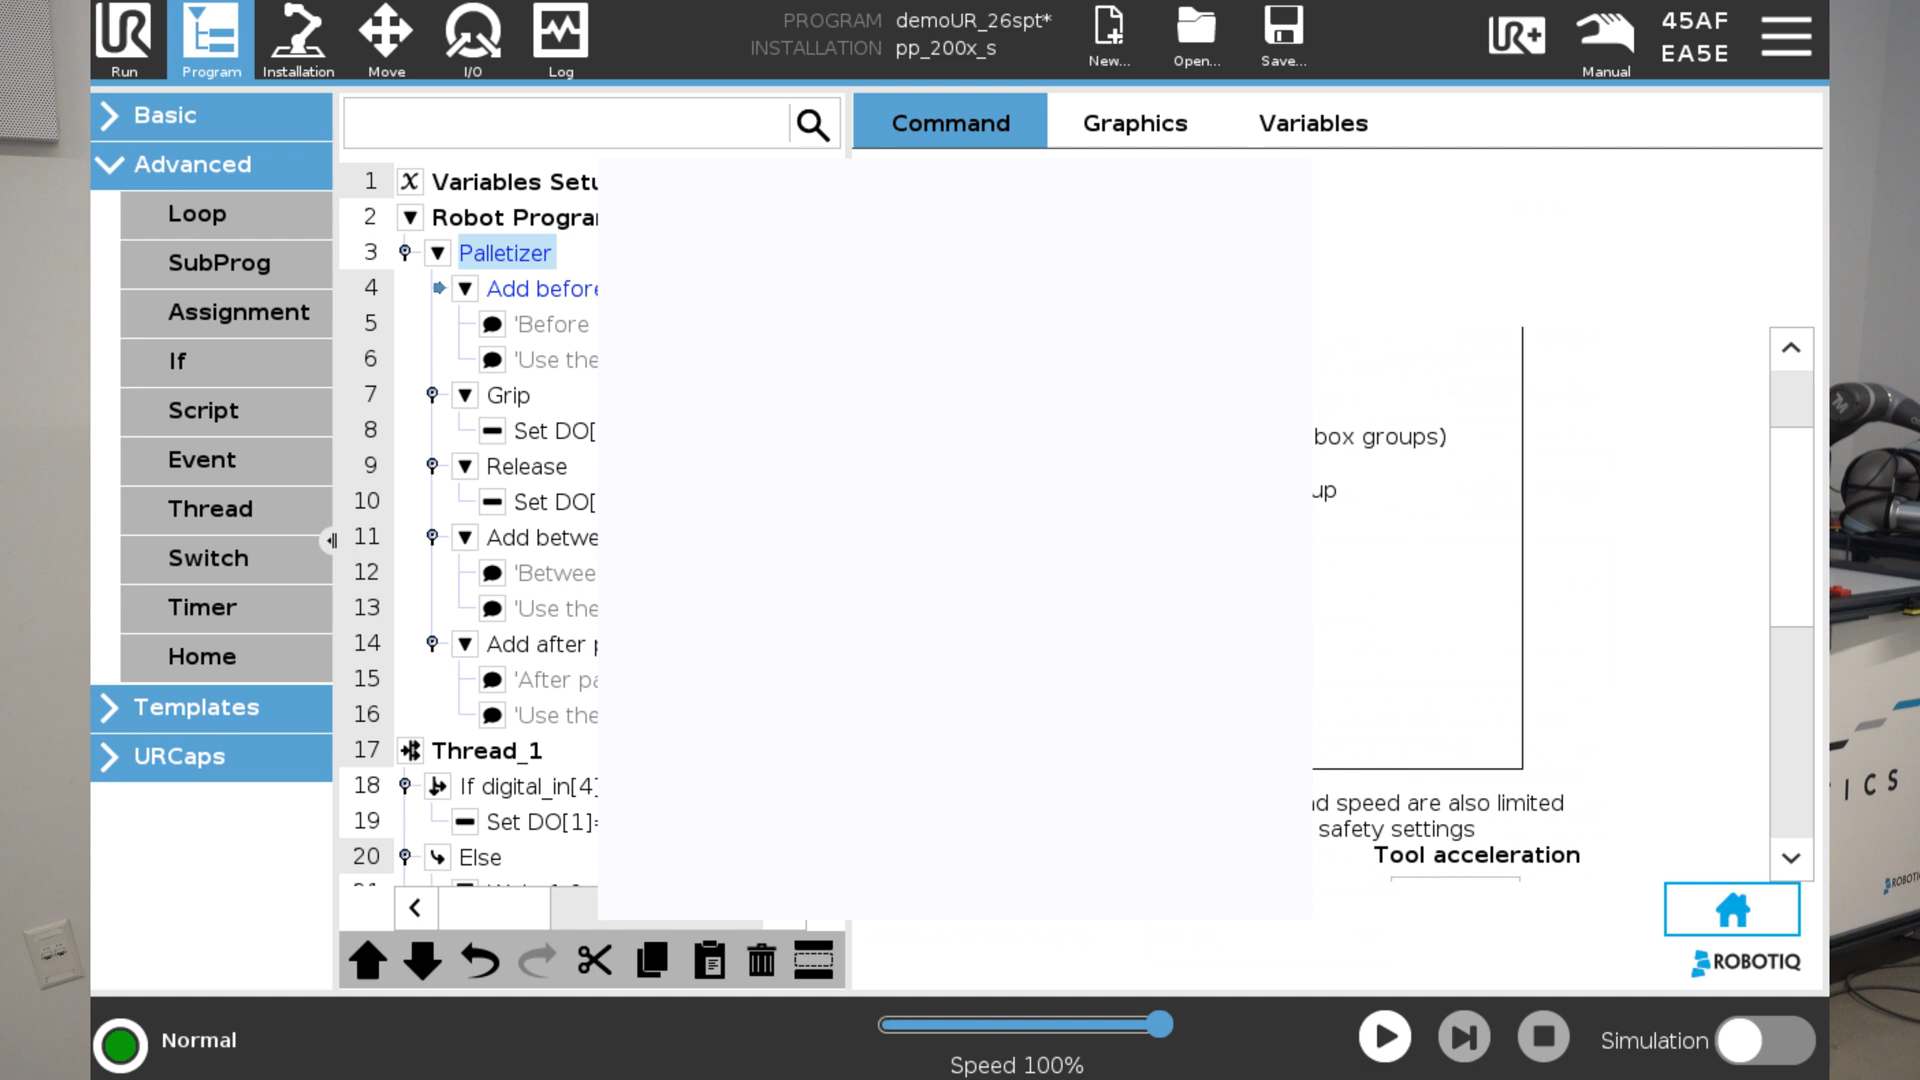 PROGRAM demoUR_26spt*
INSTALLATION pp_200x_s
Run
Program
Installation
Move
I/O
Log
New...
Open...
Save...
UR+
Manual
45AF
EA5E
Basic
Advanced
Loop
SubProg
Assignment
If
Script
Event
Thread
Switch
Timer
Home
Templates
URCaps
1 Variables Setu
2 Robot Progra
3 Palletizer
4 Add before
5 'Before
6 'Use the
7 Grip
8 Set DO[
9 Release
10 Set DO[
11 Add betwe
12 'Betwee
13 'Use the
14 Add after p
15 'After pa
16 'Use the
17 Thread_1
18 If digital_in[4]
19 Set DO[1]=
20 Else
Command
Graphics
Variables
box groups)
up
nd speed are also limited
safety settings
Tool acceleration
ROBOTIQ
Normal
Speed 100%
Simulation
ICS
ROBOTIQ